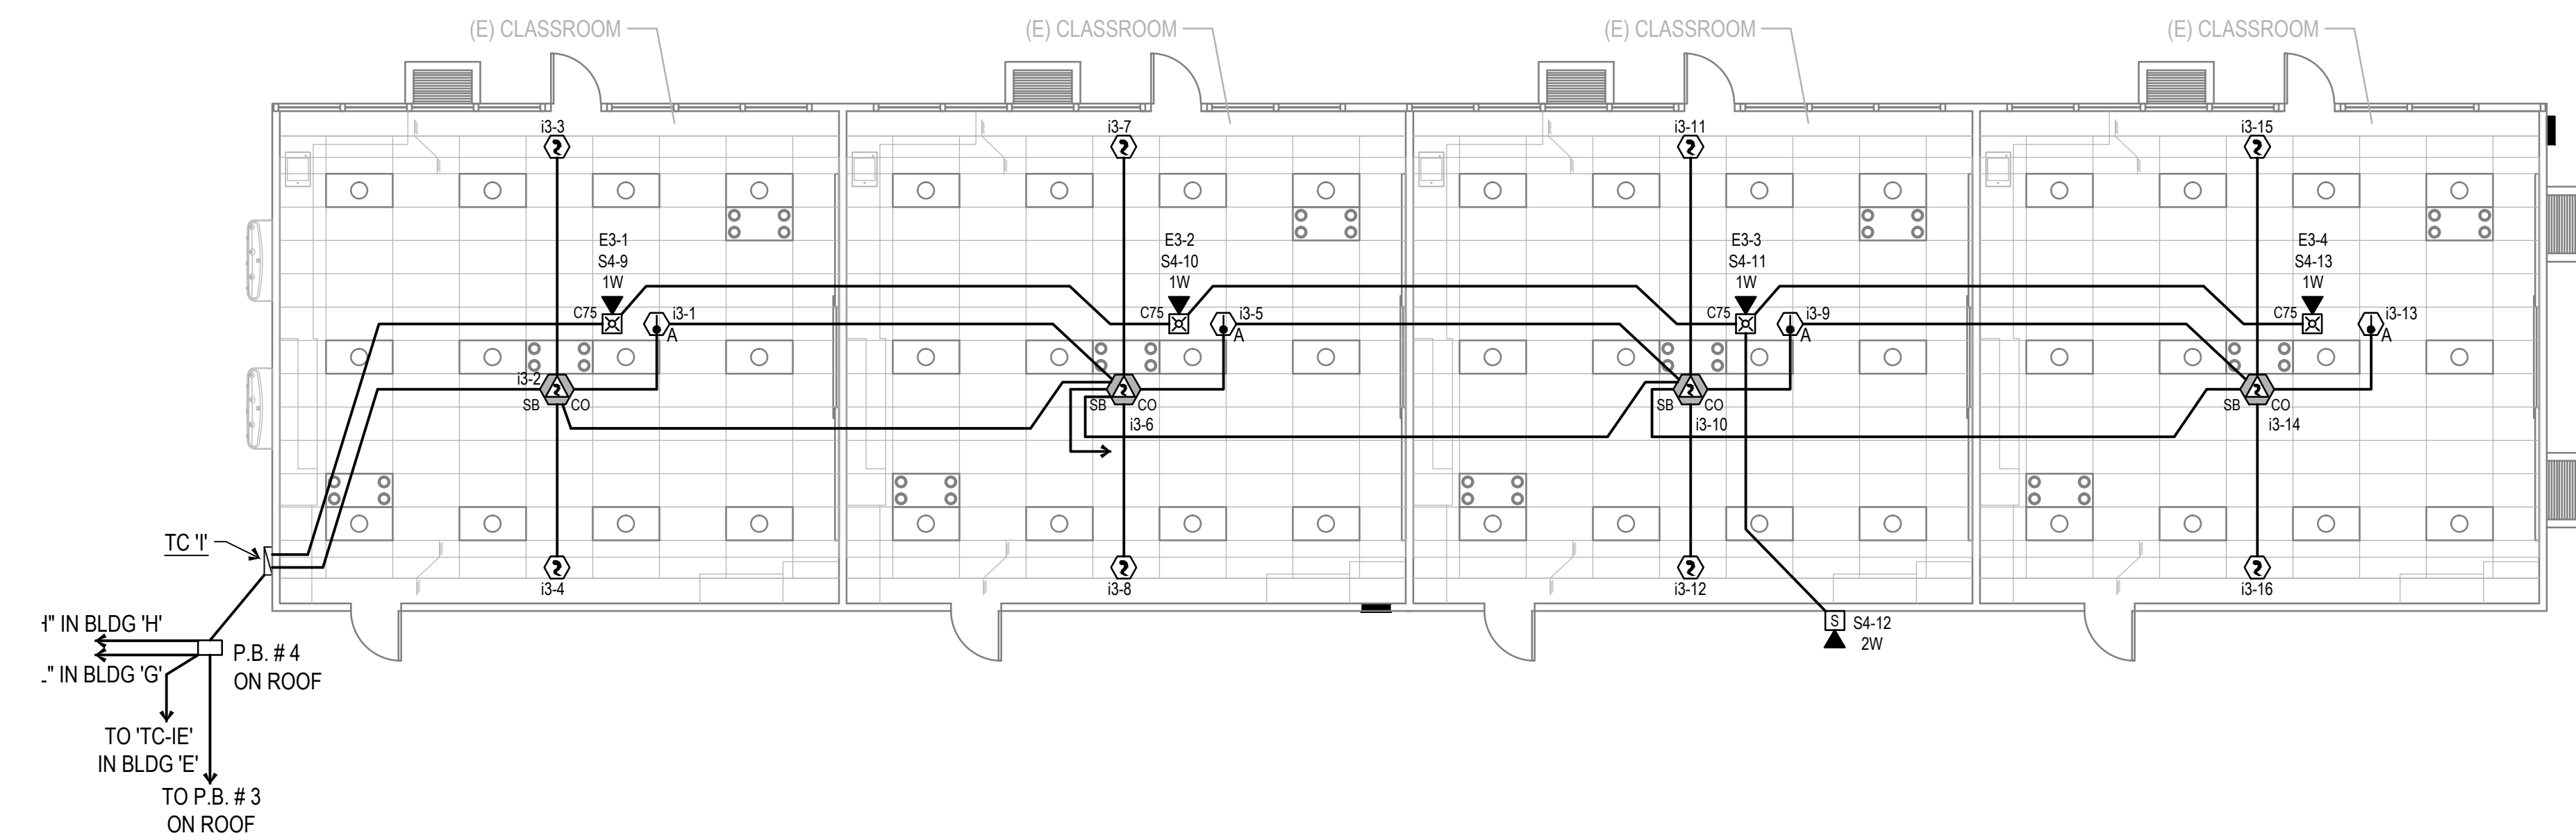 (E) CLASSROOM
(E) CLASSROOM
(E) CLASSROOM
(E) CLASSROOM
i3-3
i3-7
i3-11
i3-15
E3-1
S4-9
1W
C75
i3-1
A
E3-2
S4-10
1W
C75
i3-5
A
E3-3
S4-11
1W
C75
i3-9
A
E3-4
S4-13
1W
C75
i3-13
A
i3-2
SB
CO
SB
CO
i3-6
SB
CO
i3-10
SB
CO
i3-14
TC 'I'
i3-4
i3-8
i3-12
i3-16
S
S4-12
2W
" IN BLDG 'H'
" IN BLDG 'G'
P.B. # 4
ON ROOF
TO 'TC-IE'
IN BLDG 'E'
TO P.B. # 3
ON ROOF